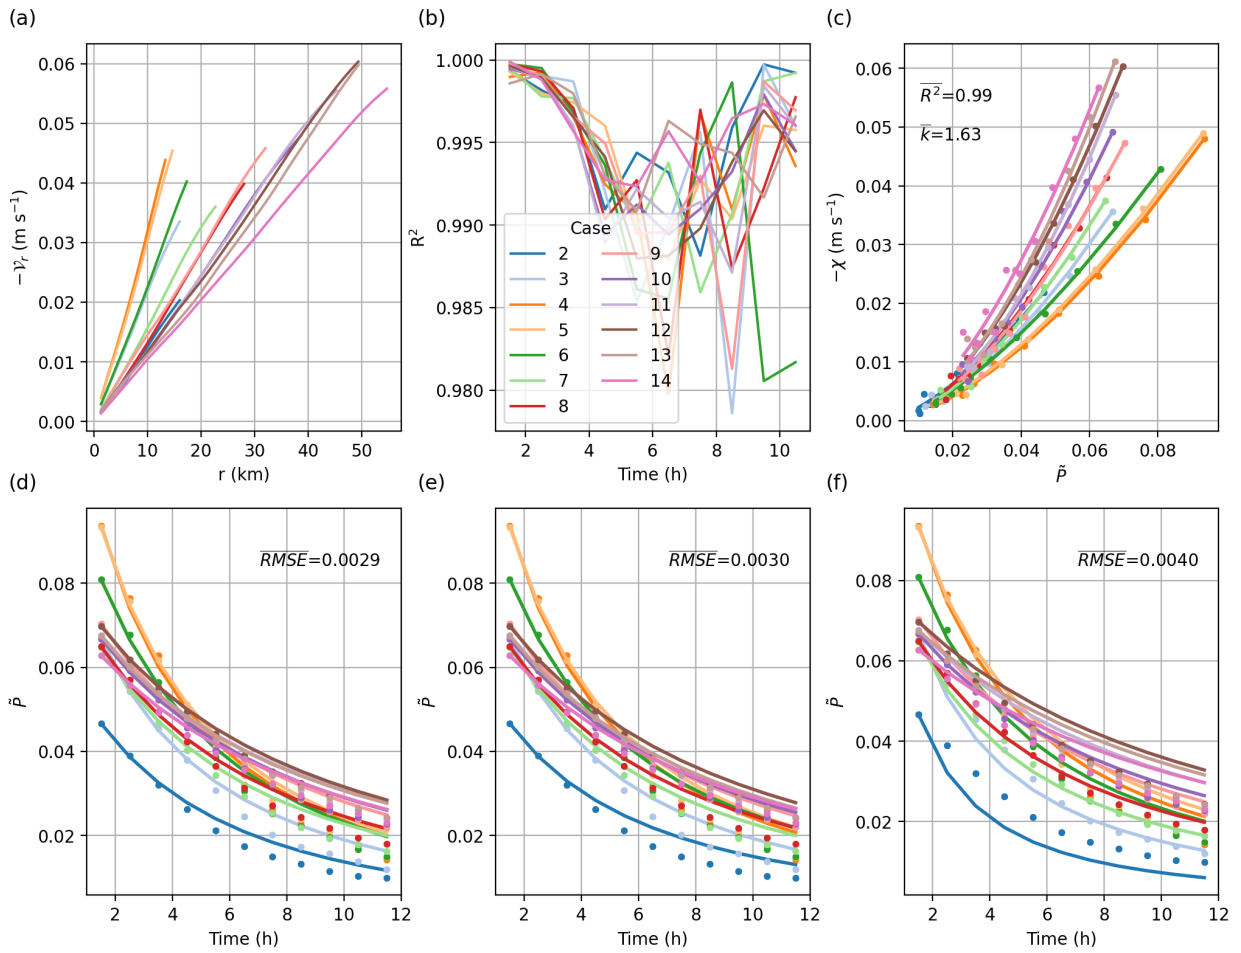 (a)
0.06
0.05
0.04
0.03
0.02
0.01
0.00
−𝒱r (m s−1)
0 10 20 30 40 50
r (km)
(b)
1.000
0.995
0.990
0.985
0.980
R2
Case
2 9
3 10
4 11
5 12
6 13
7 14
8
2 4 6 8 10
Time (h)
(c)
R2=0.99
k=1.63
0.06
0.05
0.04
0.03
0.02
0.01
0.00
−χ (m s−1)
0.02 0.04 0.06 0.08
P̃
(d)
RMSE=0.0029
0.08
0.06
0.04
0.02
P̃
2 4 6 8 10 12
Time (h)
(e)
RMSE=0.0030
0.08
0.06
0.04
0.02
P̃
2 4 6 8 10 12
Time (h)
(f)
RMSE=0.0040
0.08
0.06
0.04
0.02
P̃
2 4 6 8 10 12
Time (h)